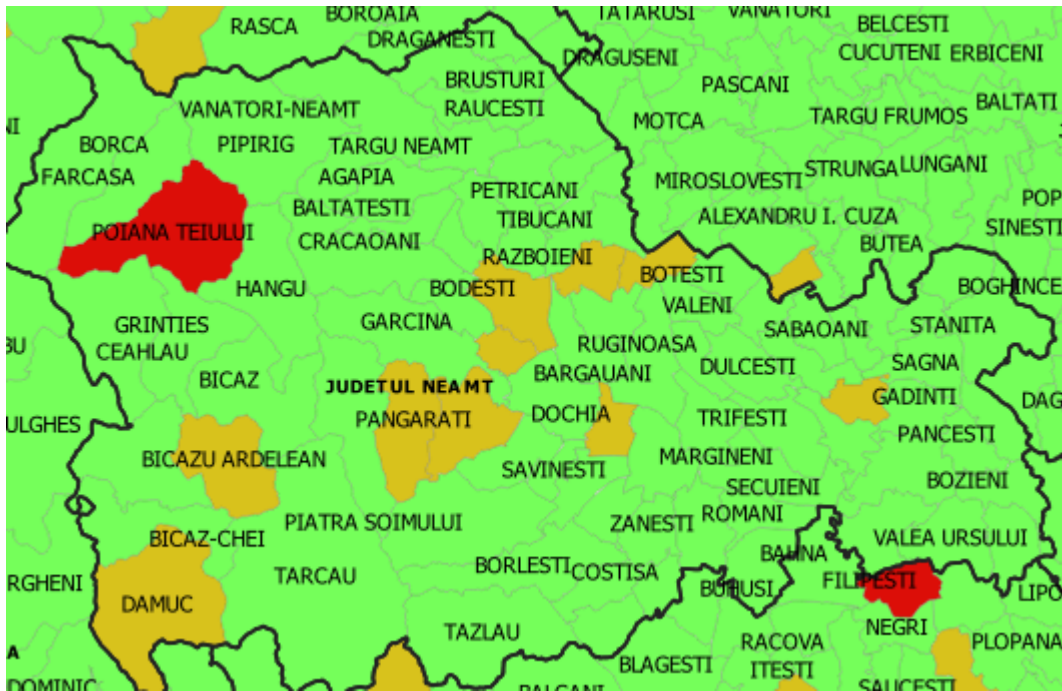 TATARUSI
VANATORI
BOROAIA
RASCA
DRAGANESTI
BELCESTI
CUCUTENI
ERBICENI
DRAGUSENI
BRUSTURI
PASCANI
RAUCESTI
VANATORI-NEAMT
BALTATI
TARGU FRUMOS
MOTCA
NI
BORCA
PIPIRIG
TARGU NEAMT
STRUNGA
LUNGANI
FARCASA
AGAPIA
MIROSLOVESTI
PETRICANI
BALTATESTI
POP
TIBUCANI
ALEXANDRU I. CUZA
SINESTI
POIANA TEIULUI
CRACAOANI
BUTEA
RAZBOIENI
BOTESTI
HANGU
BODESTI
BOGHICE
VALENI
GRINTIES
GARCINA
SABAOANI
STANITA
BU
CEAHLAU
RUGINOASA
SAGNA
BICAZ
BARGAUANI
DULCESTI
JUDETUL NEAMT
GADINTI
DAG
ULGHES
PANGARATI
DOCHIA
TRIFESTI
PANCESTI
BICAZU ARDELEAN
SAVINESTI
MARGINENI
BOZIENI
SECUIENI
PIATRA SOIMULUI
ZANESTI
ROMANI
BICAZ-CHEI
VALEA URSULUI
BAHNA
TARCAU
BORLESTI
COSTISA
FILIPESTI
RGHENI
BUHUSI
LIPO
DAMUC
NEGRI
TAZLAU
RACOVA
PLOPANA
A
BLAGESTI
ITESTI
DOMINIC
BALCANI
SAUCESTI